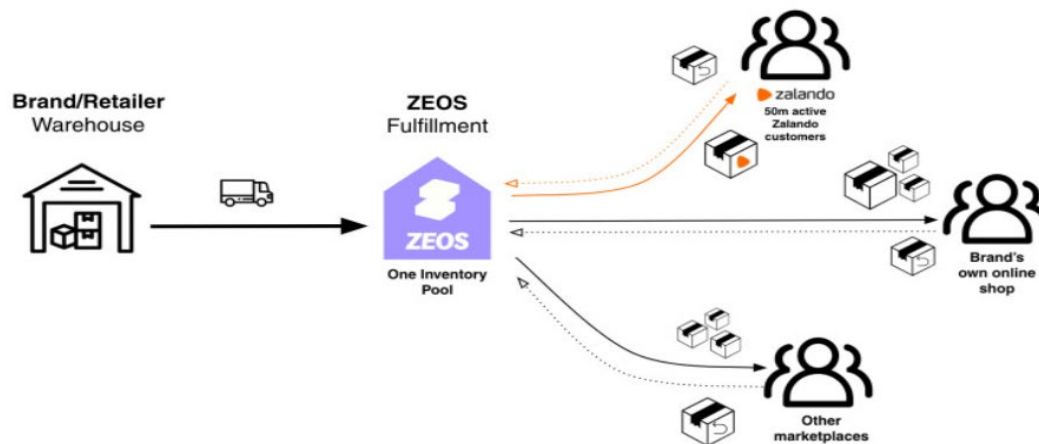 Brand/Retailer
Warehouse
ZEOS
Fulfillment
ZEOS
One Inventory
Pool
zalando
50m active
Zalando
customers
Brand's
own online
shop
Other
marketplaces